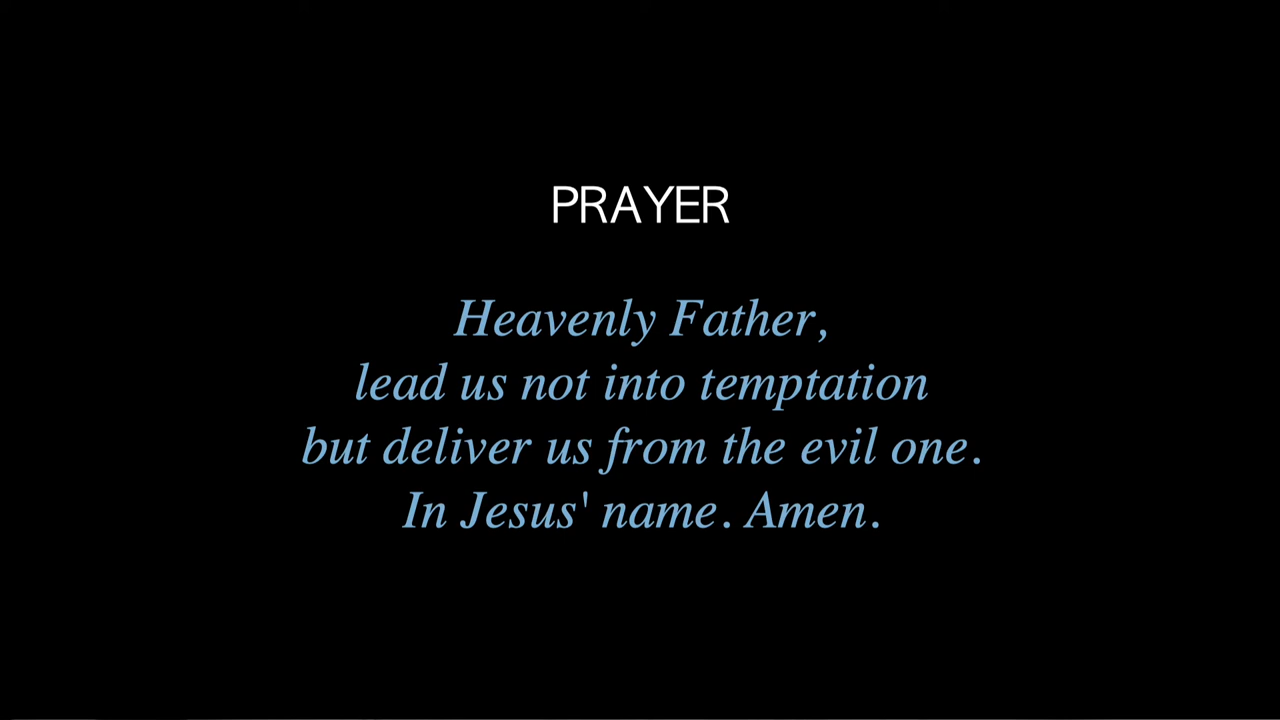 PRAYER
Heavenly Father,
lead us not into temptation
but deliver us from the evil one.
In Jesus' name. Amen.